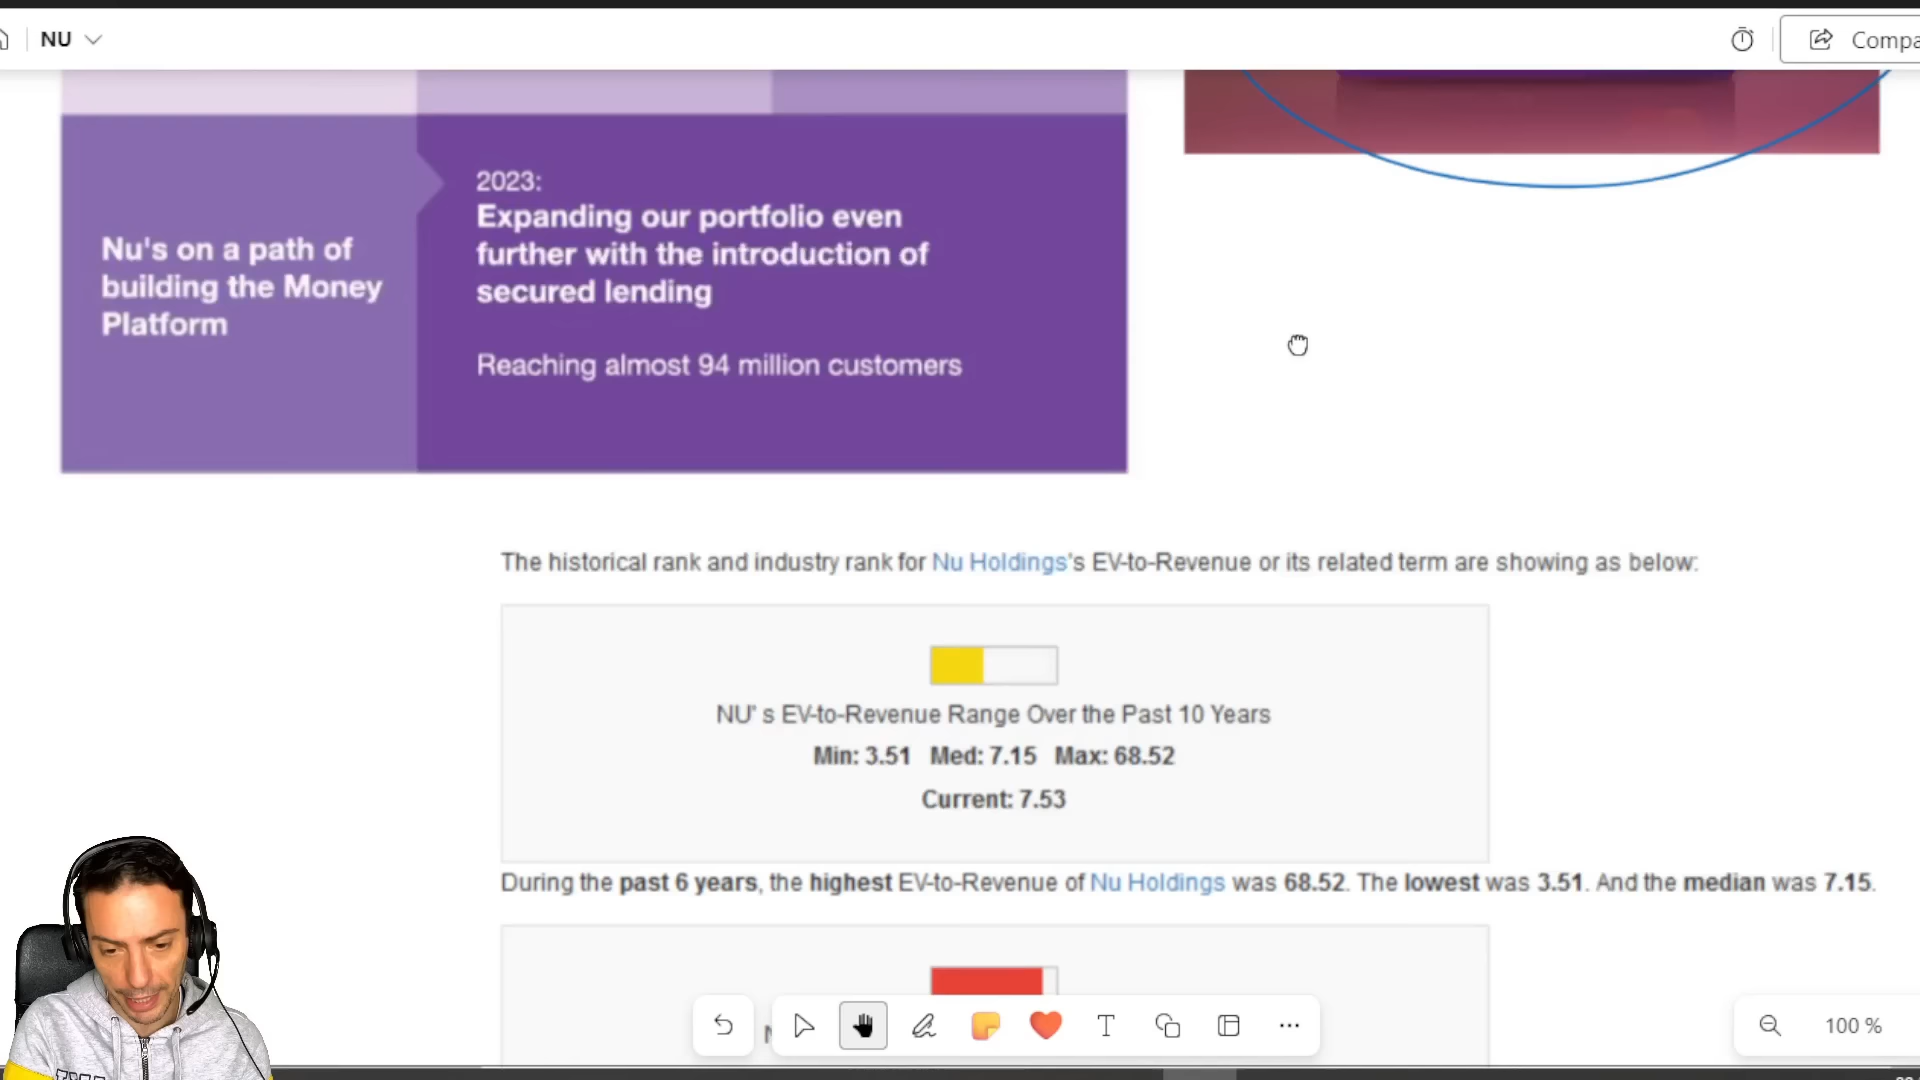 NU
Compa
2023:
Expanding our portfolio even
further with the introduction of
secured lending
Nu's on a path of
building the Money
Platform
Reaching almost 94 million customers
The historical rank and industry rank for Nu Holdings's EV-to-Revenue or its related term are showing as below:
NU' s EV-to-Revenue Range Over the Past 10 Years
Min: 3.51 Med: 7.15 Max: 68.52
Current: 7.53
During the past 6 years, the highest EV-to-Revenue of Nu Holdings was 68.52. The lowest was 3.51. And the median was 7.15.
T
100 %